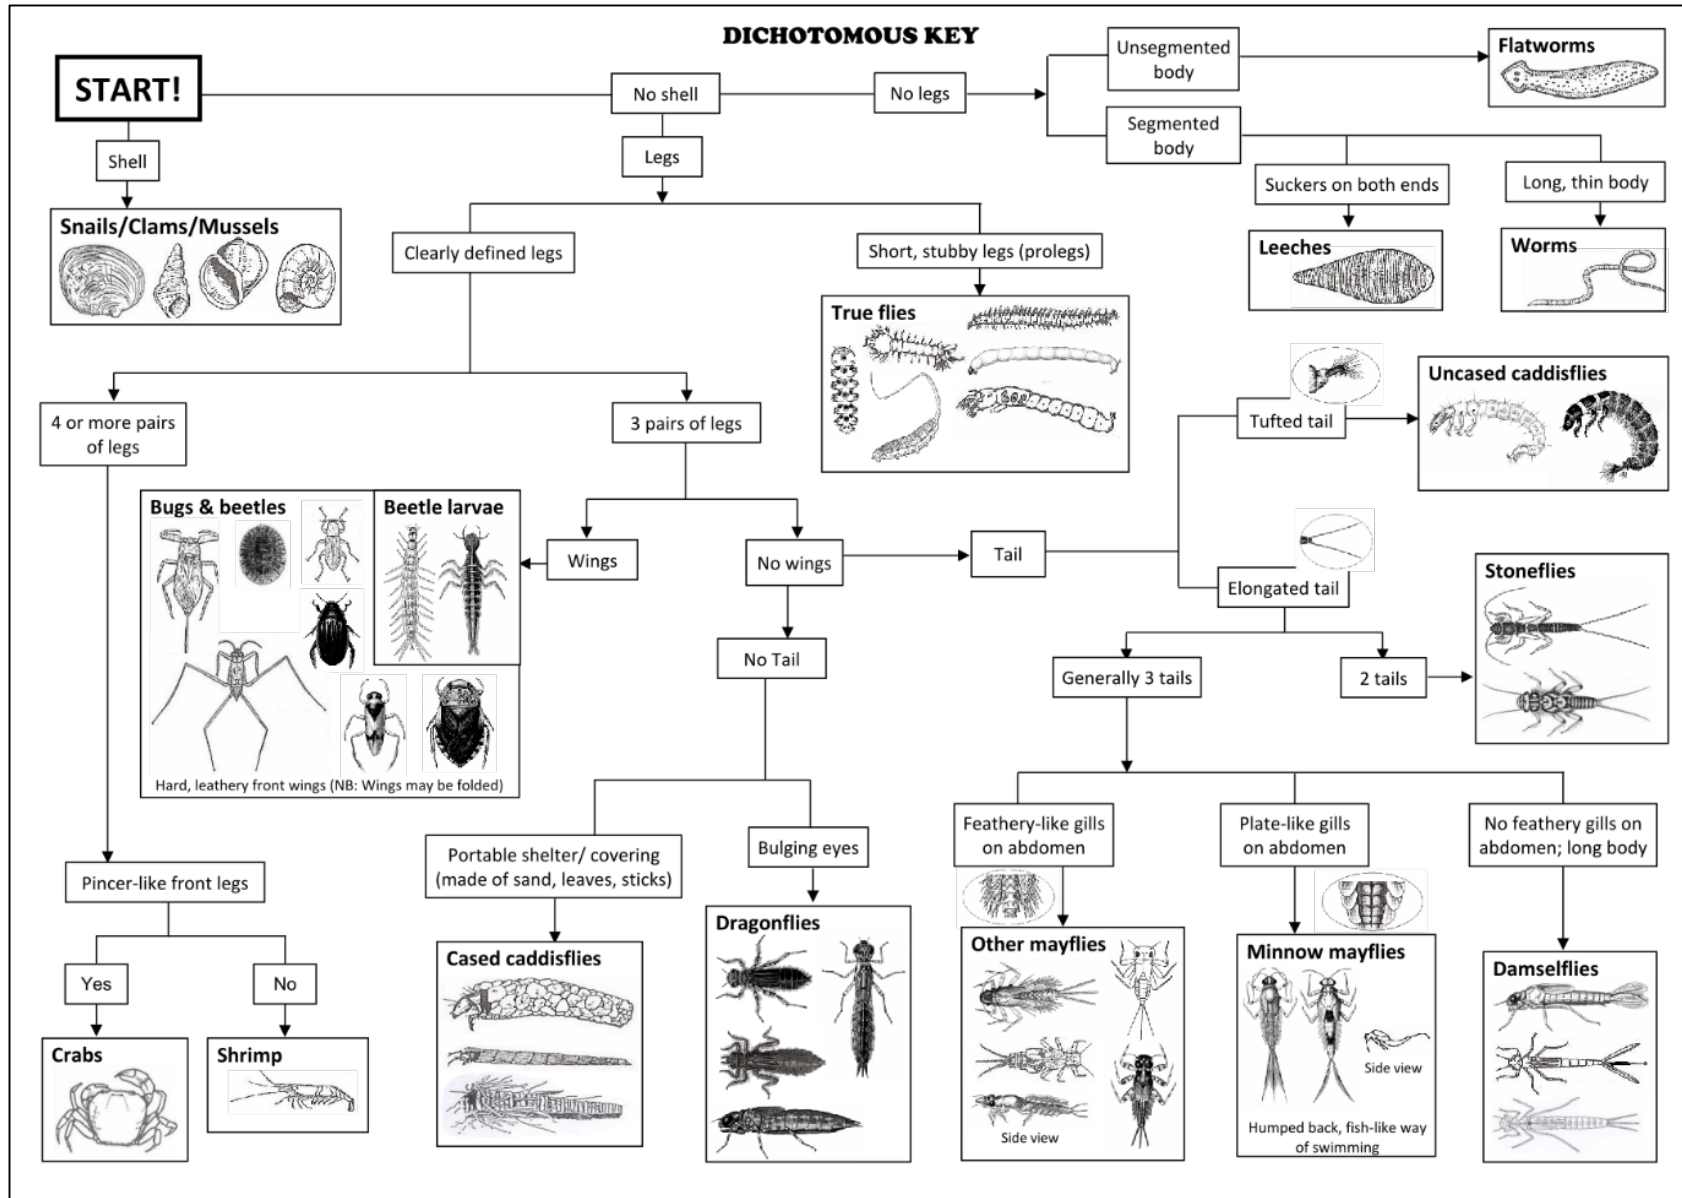 DICHOTOMOUS KEY
START!
No shell
No legs
Unsegmented
body
Flatworms
Segmented
body
Shell
Legs
Suckers on both ends
Long, thin body
Snails/Clams/Mussels
Clearly defined legs
Short, stubby legs (prolegs)
Leeches
Worms
True flies
4 or more pairs
of legs
3 pairs of legs
Tufted tail
Uncased caddisflies
Bugs & beetles
Beetle larvae
Wings
No wings
Tail
Elongated tail
Stoneflies
No Tail
Generally 3 tails
2 tails
Hard, leathery front wings (NB: Wings may be folded)
Portable shelter/ covering
(made of sand, leaves, sticks)
Bulging eyes
Feathery-like gills
on abdomen
Plate-like gills
on abdomen
No feathery gills on
abdomen; long body
Pincer-like front legs
Yes
No
Cased caddisflies
Dragonflies
Other mayflies
Side view
Minnow mayflies
Side view
Humped back, fish-like way
of swimming
Damselflies
Crabs
Shrimp